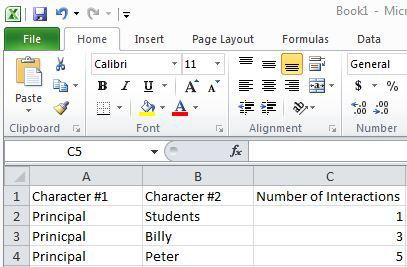 Book1 - Micr
File Home Insert Page Layout Formulas Data
Calibri 11 A A General
Paste B I U A $ % ,
Clipboard Font Alignment Number
C5 fx
A B C
1 Character #1 Character #2 Number of Interactions
2 Principal Students 1
3 Prinicpal Billy 3
4 Principal Peter 5